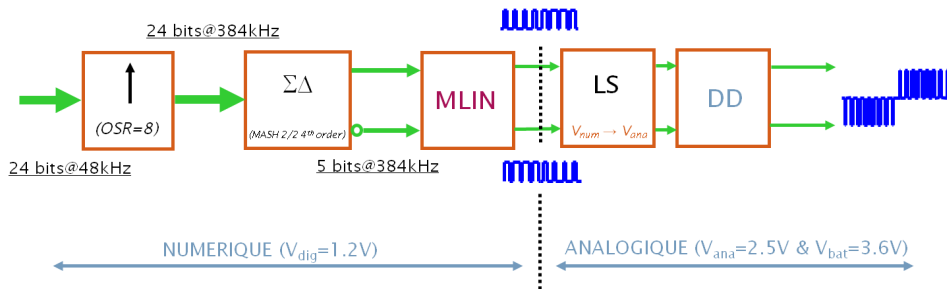 24 bits@384kHz
(OSR=8)
24 bits@48kHz
ΣΔ
(MASH 2/2 4th order)
5 bits@384kHz
MLIN
LS
Vnum → Vana
DD
NUMERIQUE (Vdig=1.2V)
ANALOGIQUE (Vana=2.5V & Vbat=3.6V)